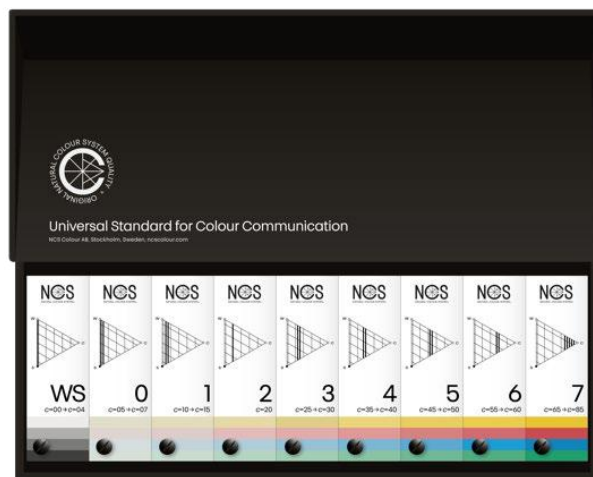 ORIGINAL NATURAL COLOUR SYSTEM QUALITY
Universal Standard for Colour Communication
NCS Colour AB, Stockholm, Sweden, ncscolour.com
NCS NCS NCS NCS NCS NCS NCS NCS NCS
WS 0 1 2 3 4 5 6 7
c=00→c=04 c=05→c=07 c=10→c=15 c=20 c=25→c=30 c=35→c=40 c=45→c=50 c=55→c=60 c=65→c=85